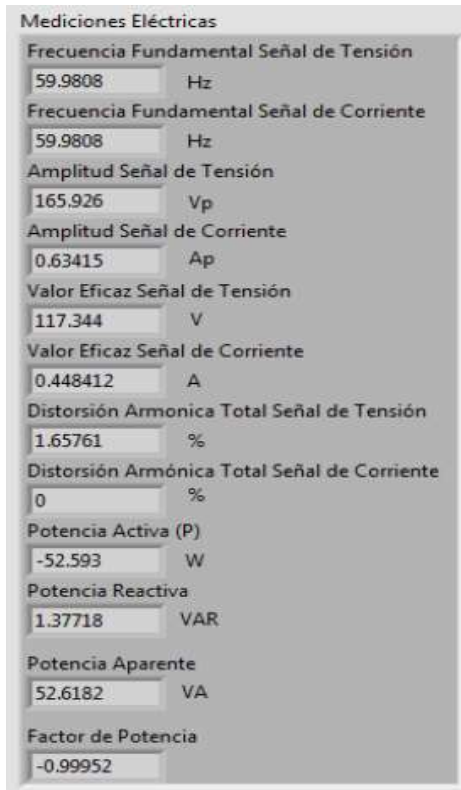 Mediciones Eléctricas
Frecuencia Fundamental Señal de Tensión
59.9808 Hz
Frecuencia Fundamental Señal de Corriente
59.9808 Hz
Amplitud Señal de Tensión
165.926 Vp
Amplitud Señal de Corriente
0.63415 Ap
Valor Eficaz Señal de Tensión
117.344 V
Valor Eficaz Señal de Corriente
0.448412 A
Distorsión Armonica Total Señal de Tensión
1.65761 %
Distorsión Armónica Total Señal de Corriente
0 %
Potencia Activa (P)
-52.593 W
Potencia Reactiva
1.37718 VAR
Potencia Aparente
52.6182 VA
Factor de Potencia
-0.99952